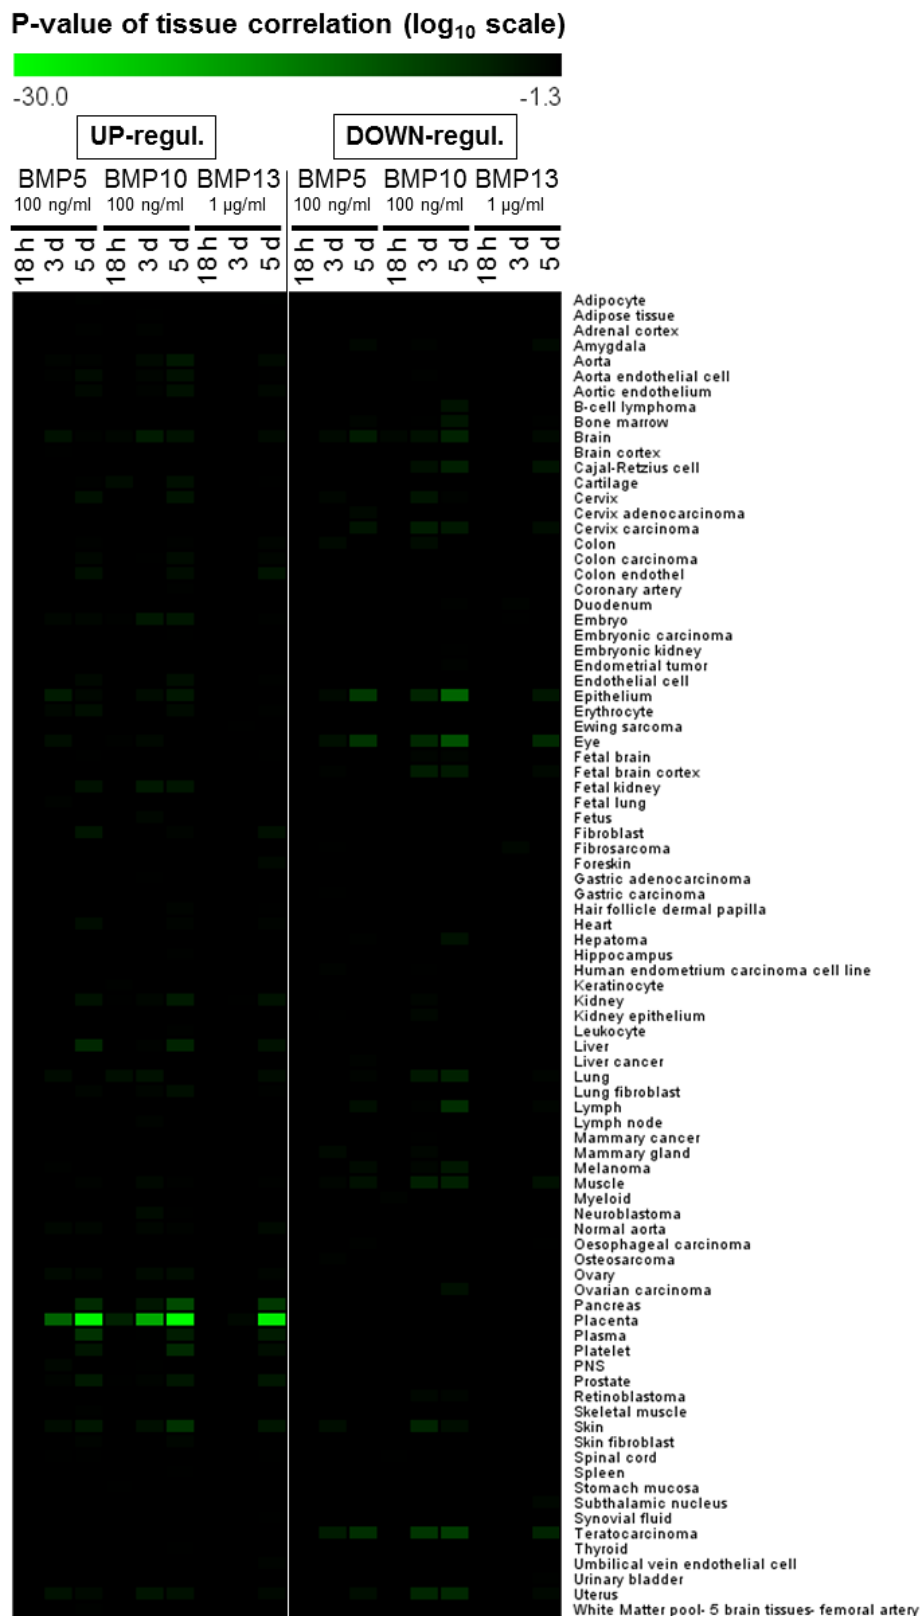 P-value of tissue correlation (log10 scale)
-30.0 -1.3
UP-regul. DOWN-regul.
BMP5 BMP10 BMP13 BMP5 BMP10 BMP13
100 ng/ml 100 ng/ml 1 µg/ml 100 ng/ml 100 ng/ml 1 µg/ml
18 h 3 d 5 d 18 h 3 d 5 d 18 h 3 d 5 d 18 h 3 d 5 d 18 h 3 d 5 d 18 h 3 d 5 d
Adipocyte
Adipose tissue
Adrenal cortex
Amygdala
Aorta
Aorta endothelial cell
Aortic endothelium
B-cell lymphoma
Bone marrow
Brain
Brain cortex
Cajal-Retzius cell
Cartilage
Cervix
Cervix adenocarcinoma
Cervix carcinoma
Colon
Colon carcinoma
Colon endothel
Coronary artery
Duodenum
Embryo
Embryonic carcinoma
Embryonic kidney
Endometrial tumor
Endothelial cell
Epithelium
Erythrocyte
Ewing sarcoma
Eye
Fetal brain
Fetal brain cortex
Fetal kidney
Fetal lung
Fetus
Fibroblast
Fibrosarcoma
Foreskin
Gastric adenocarcinoma
Gastric carcinoma
Hair follicle dermal papilla
Heart
Hepatoma
Hippocampus
Human endometrium carcinoma cell line
Keratinocyte
Kidney
Kidney epithelium
Leukocyte
Liver
Liver cancer
Lung
Lung fibroblast
Lymph
Lymph node
Mammary cancer
Mammary gland
Melanoma
Muscle
Myeloid
Neuroblastoma
Normal aorta
Oesophageal carcinoma
Osteosarcoma
Ovary
Ovarian carcinoma
Pancreas
Placenta
Plasma
Platelet
PNS
Prostate
Retinoblastoma
Skeletal muscle
Skin
Skin fibroblast
Spinal cord
Spleen
Stomach mucosa
Subthalamic nucleus
Synovial fluid
Teratocarcinoma
Thyroid
Umbilical vein endothelial cell
Urinary bladder
Uterus
White Matter pool- 5 brain tissues- femoral artery